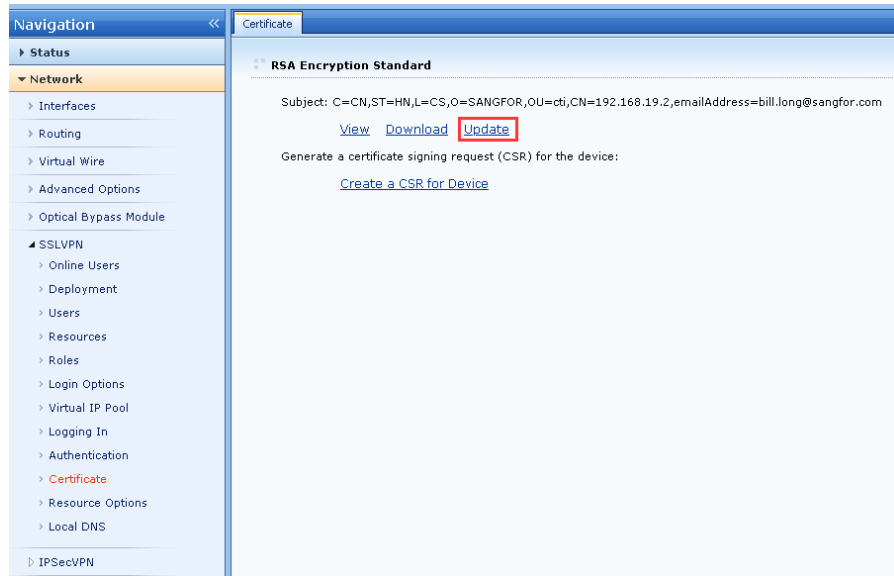 Navigation
Status
Network
Interfaces
Routing
Virtual Wire
Advanced Options
Optical Bypass Module
SSLVPN
Online Users
Deployment
Users
Resources
Roles
Login Options
Virtual IP Pool
Logging In
Authentication
Certificate
Resource Options
Local DNS
IPSecVPN
Certificate
RSA Encryption Standard
Subject: C=CN,ST=HN,L=CS,O=SANGFOR,OU=cti,CN=192.168.19.2,emailAddress=bill.long@sangfor.com
View Download Update
Generate a certificate signing request (CSR) for the device:
Create a CSR for Device